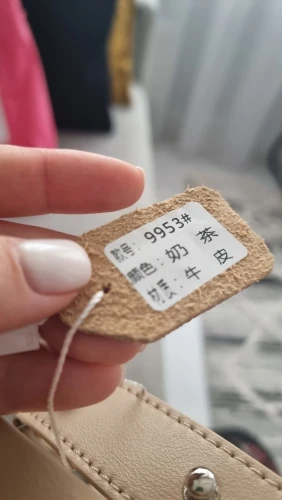 款号: 9953#
颜色: 奶 茶
材质: 牛 皮